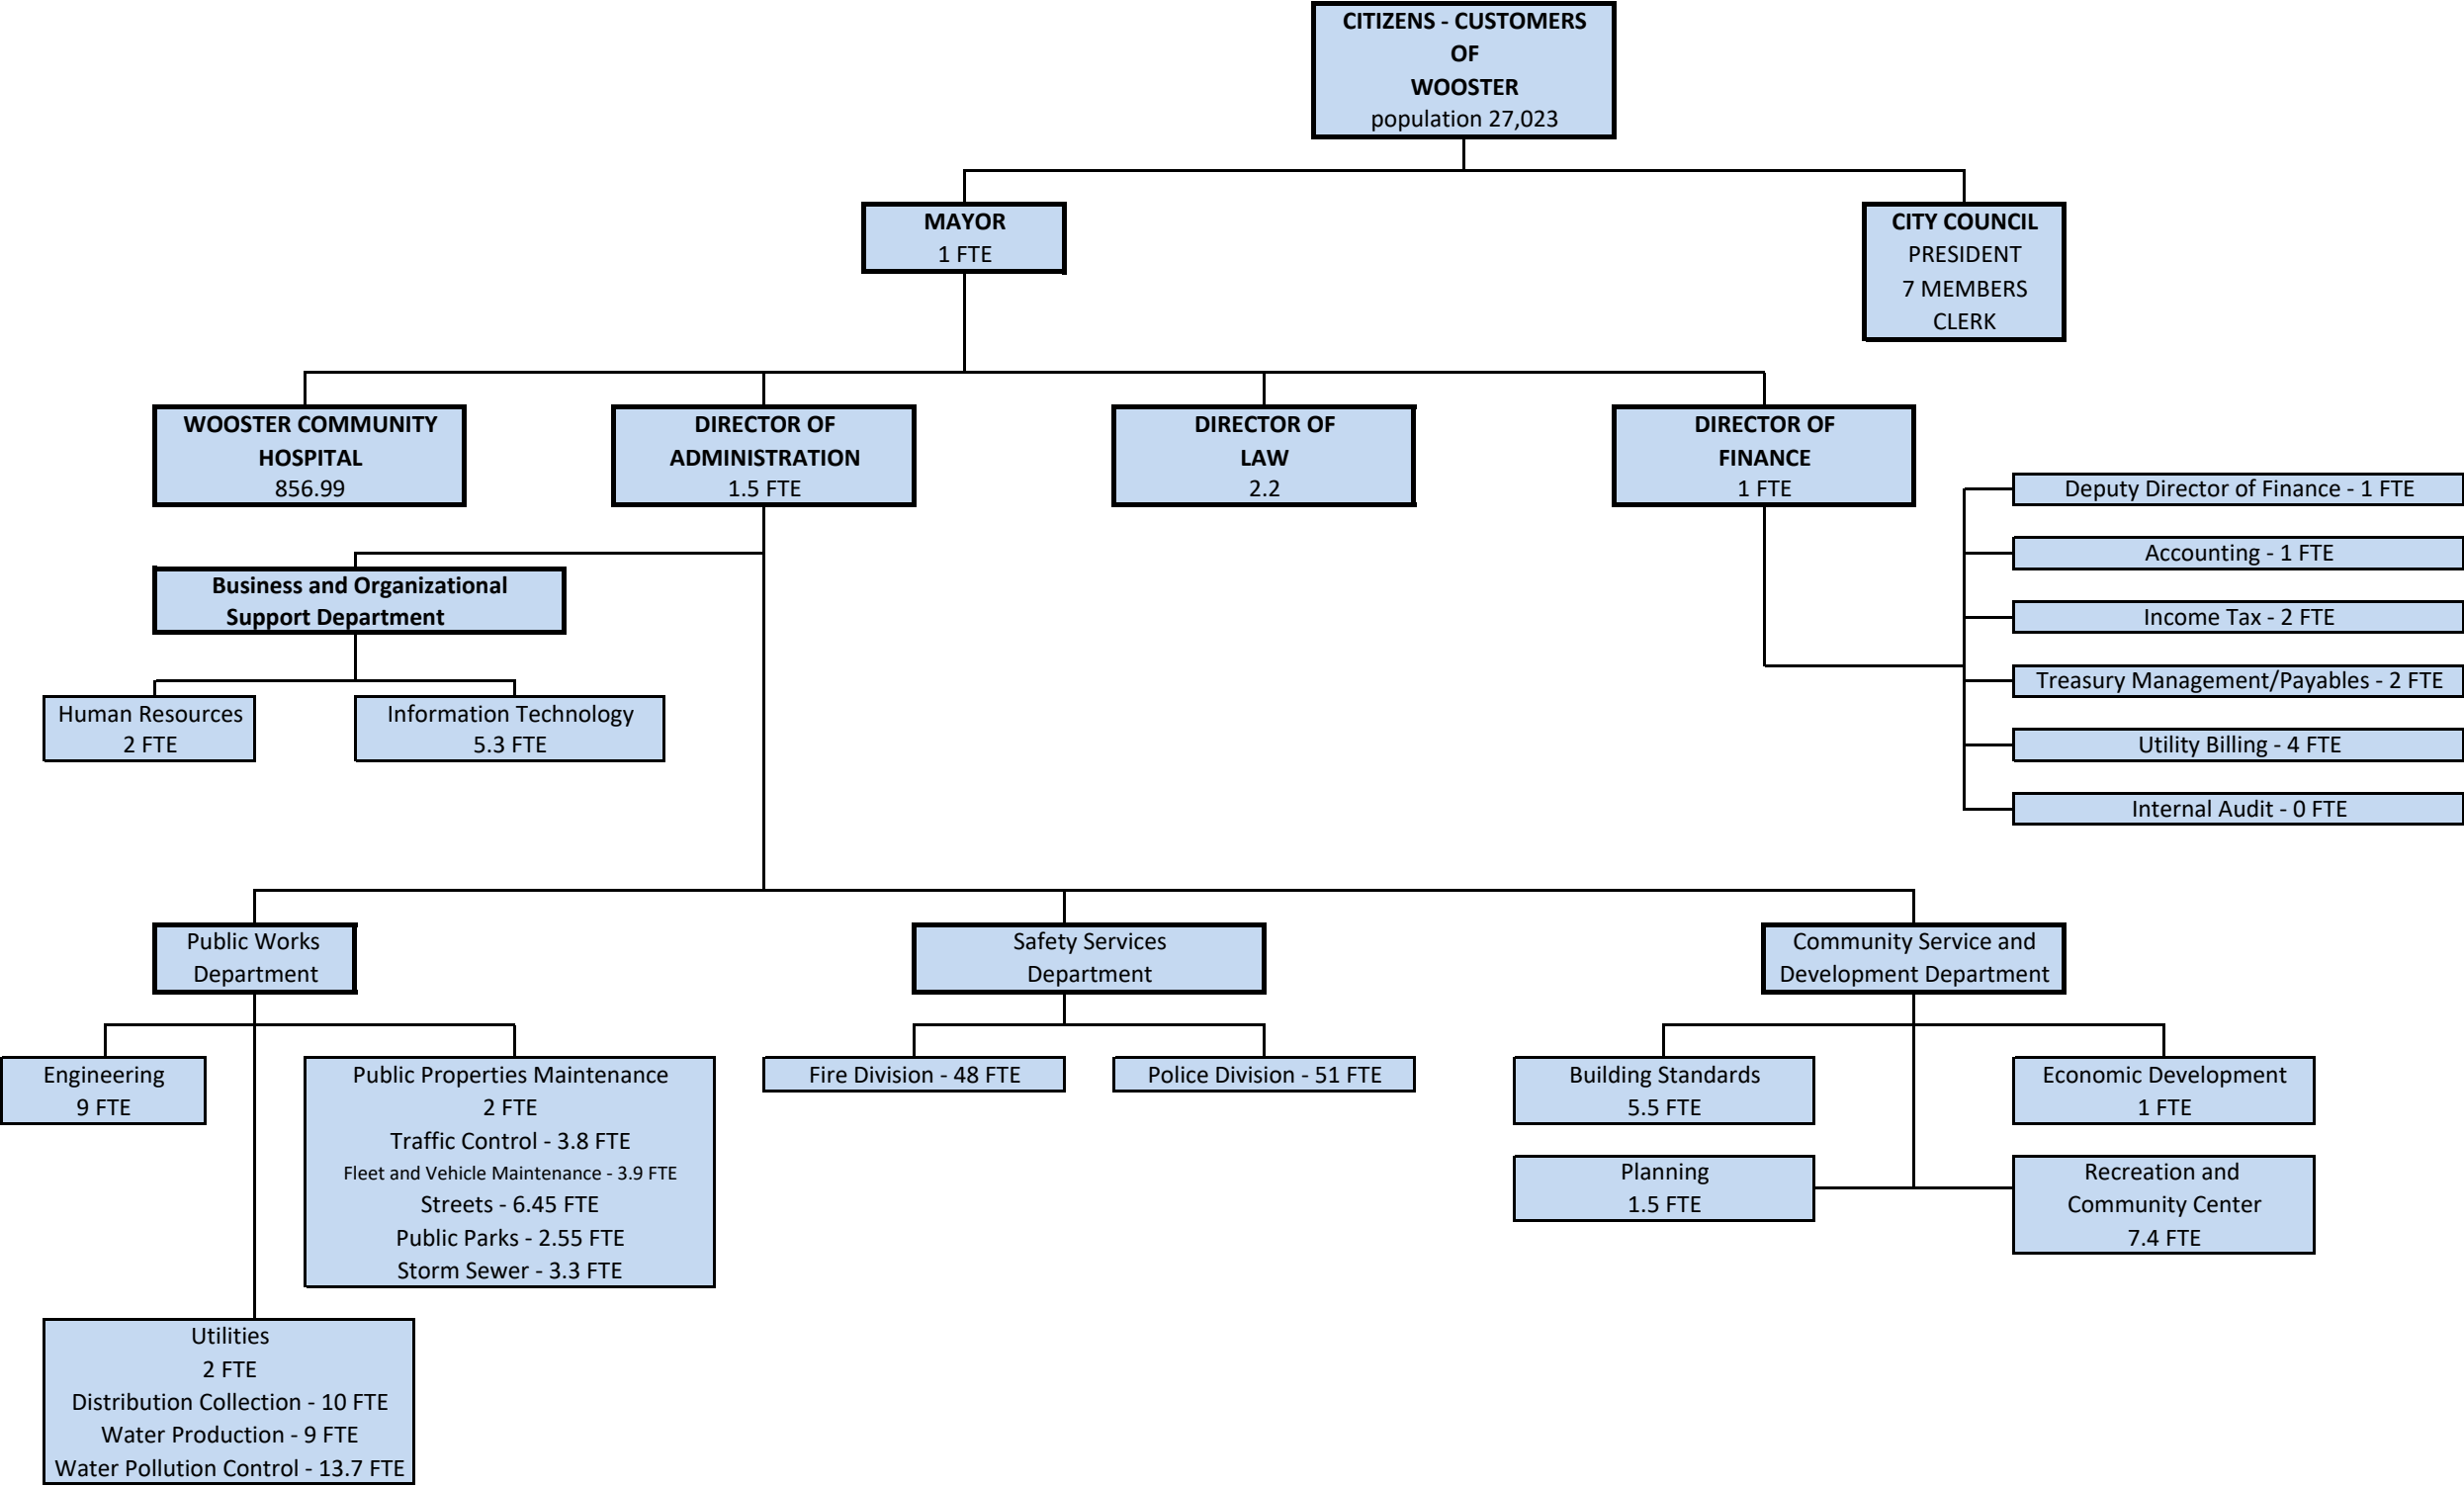 CITIZENS - CUSTOMERS
OF
WOOSTER
population 27,023
MAYOR
1 FTE
CITY COUNCIL
PRESIDENT
7 MEMBERS
CLERK
WOOSTER COMMUNITY
HOSPITAL
856.99
DIRECTOR OF
ADMINISTRATION
1.5 FTE
DIRECTOR OF
LAW
2.2
DIRECTOR OF
FINANCE
1 FTE
Deputy Director of Finance - 1 FTE
Accounting - 1 FTE
Income Tax - 2 FTE
Treasury Management/Payables - 2 FTE
Utility Billing - 4 FTE
Internal Audit - 0 FTE
Business and Organizational
Support Department
Human Resources
2 FTE
Information Technology
5.3 FTE
Public Works
Department
Safety Services
Department
Community Service and
Development Department
Engineering
9 FTE
Public Properties Maintenance
2 FTE
Traffic Control - 3.8 FTE
Fleet and Vehicle Maintenance - 3.9 FTE
Streets - 6.45 FTE
Public Parks - 2.55 FTE
Storm Sewer - 3.3 FTE
Fire Division - 48 FTE
Police Division - 51 FTE
Building Standards
5.5 FTE
Economic Development
1 FTE
Planning
1.5 FTE
Recreation and
Community Center
7.4 FTE
Utilities
2 FTE
Distribution Collection - 10 FTE
Water Production - 9 FTE
Water Pollution Control - 13.7 FTE